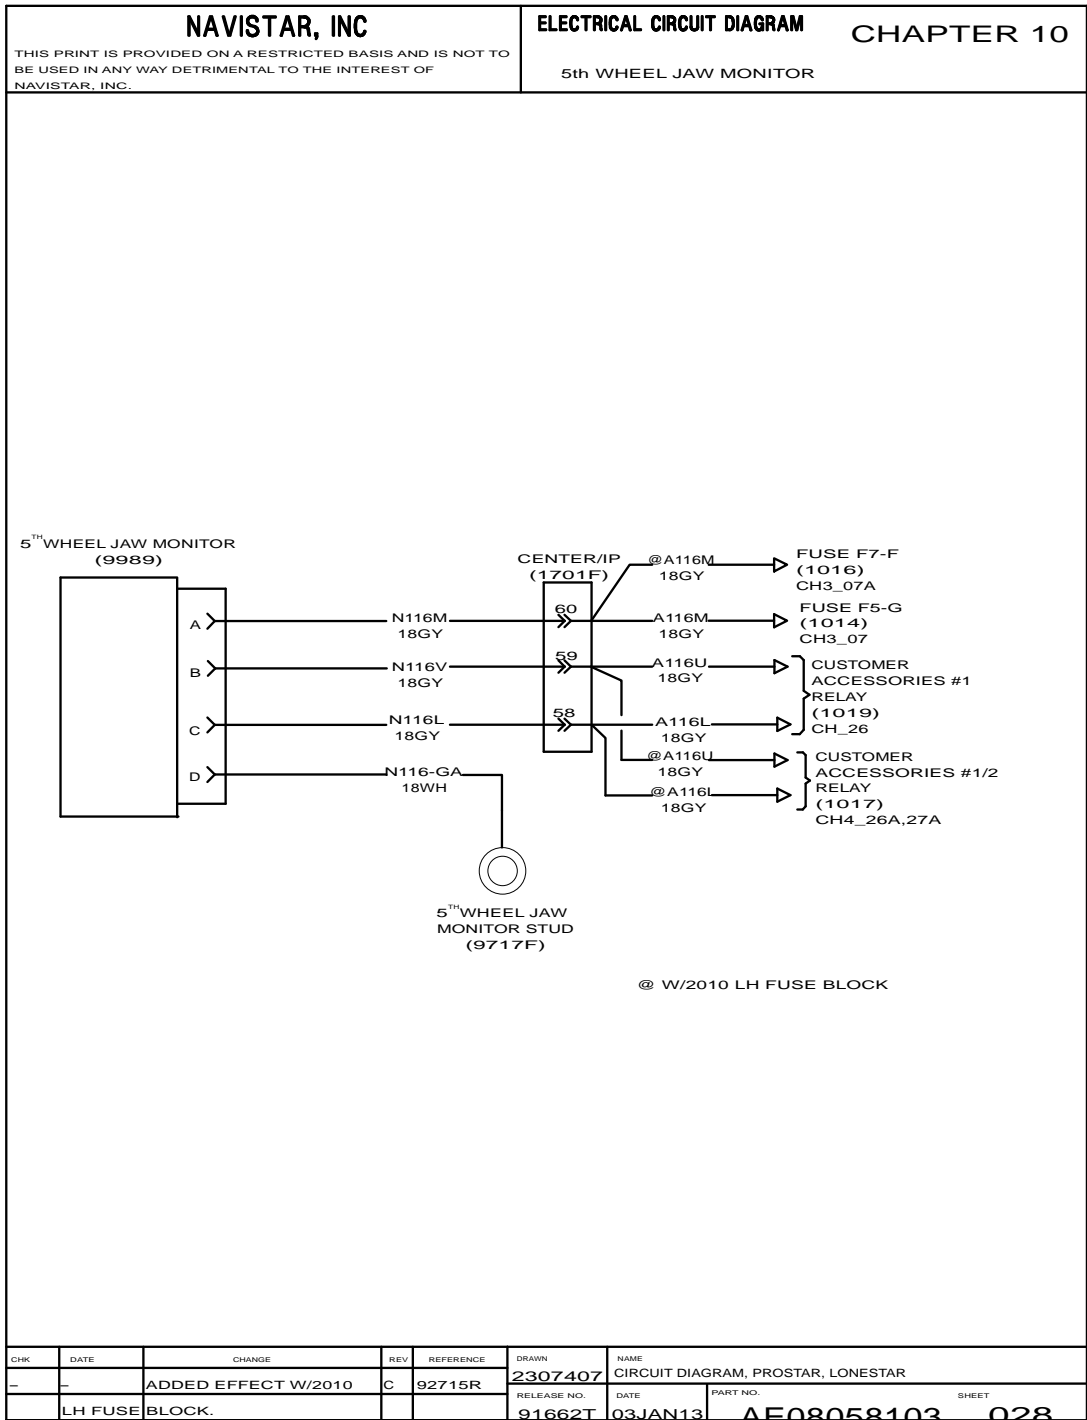 NAVISTAR, INC
THIS PRINT IS PROVIDED ON A RESTRICTED BASIS AND IS NOT TO
BE USED IN ANY WAY DETRIMENTAL TO THE INTEREST OF
NAVISTAR, INC.
ELECTRICAL CIRCUIT DIAGRAM
CHAPTER 10
5th WHEEL JAW MONITOR
5TH WHEEL JAW MONITOR
(9989)
A
B
C
D
N116M
18GY
N116V
18GY
N116L
18GY
N116-GA
18WH
CENTER/IP
(1701F)
60
59
58
@A116M
18GY
A116M
18GY
A116U
18GY
A116L
18GY
@A116U
18GY
@A116L
18GY
FUSE F7-F
(1016)
CH3_07A
FUSE F5-G
(1014)
CH3_07
CUSTOMER
ACCESSORIES #1
RELAY
(1019)
CH_26
CUSTOMER
ACCESSORIES #1/2
RELAY
(1017)
CH4_26A,27A
5TH WHEEL JAW
MONITOR STUD
(9717F)
@ W/2010 LH FUSE BLOCK
CHK DATE CHANGE REV REFERENCE
– – ADDED EFFECT W/2010 C 92715R
LH FUSE BLOCK.
DRAWN
2307407
NAME
CIRCUIT DIAGRAM, PROSTAR, LONESTAR
RELEASE NO.
91662T
DATE
03JAN13
PART NO.
AE08058103
SHEET
028